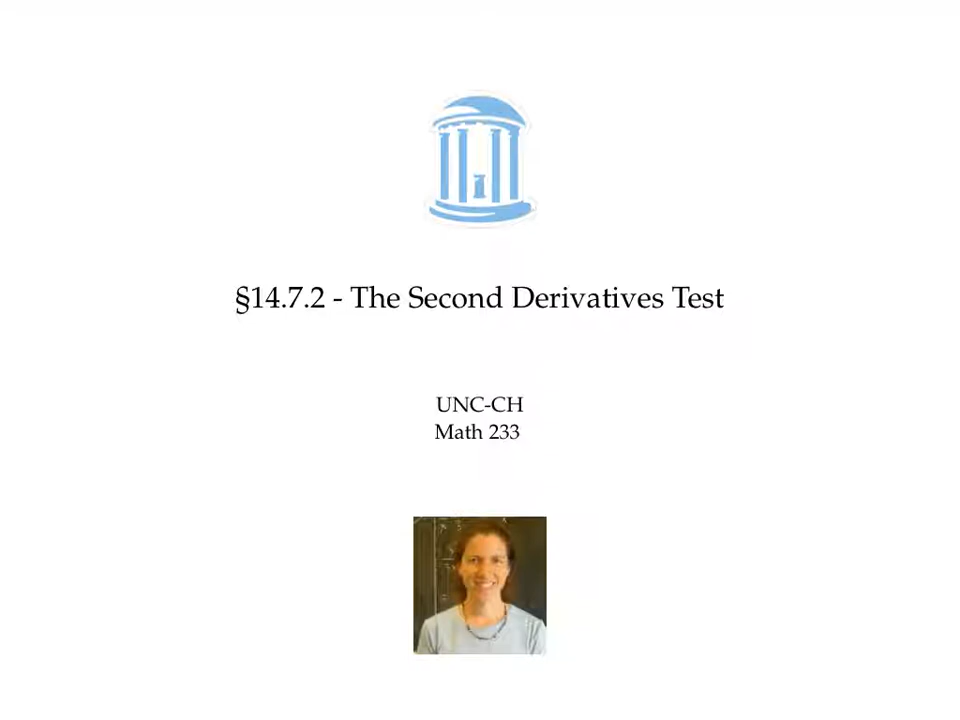 §14.7.2 - The Second Derivatives Test
UNC-CH
Math 233